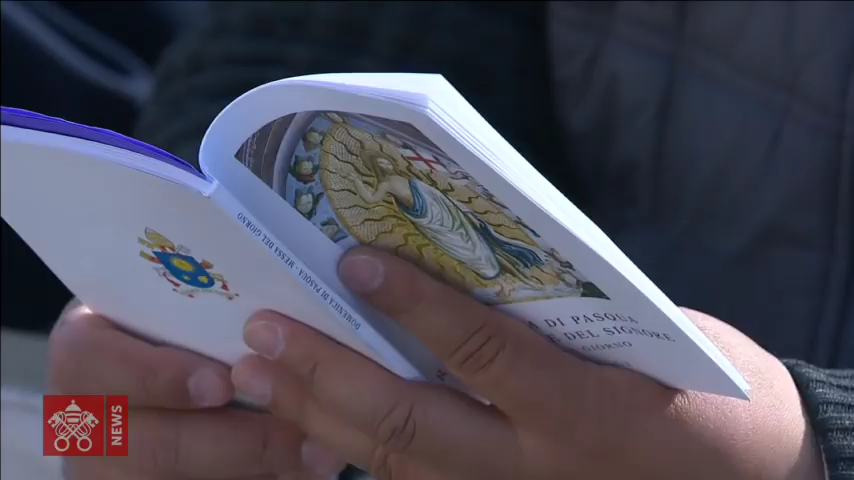 DOMENICA DI PASQUA - MESSA DEL GIORNO
DI PASQUA
E DEL SIGNORE
GIORNO
NEWS